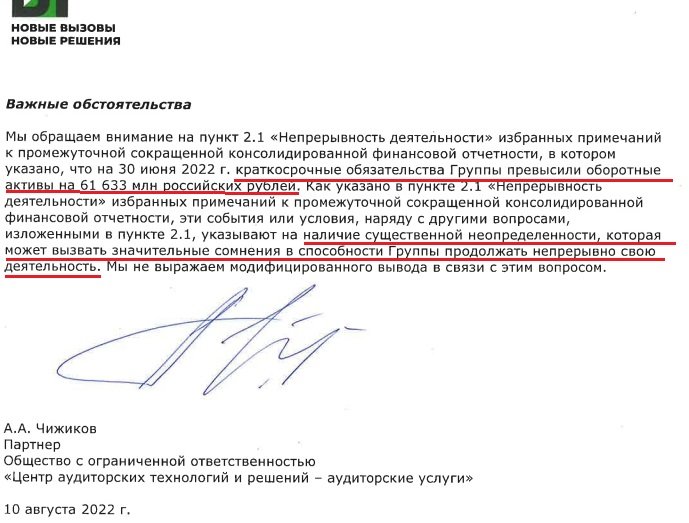 НОВЫЕ ВЫЗОВЫ
НОВЫЕ РЕШЕНИЯ
Важные обстоятельства
Мы обращаем внимание на пункт 2.1 «Непрерывность деятельности» избранных примечаний
к промежуточной сокращенной консолидированной финансовой отчетности, в котором
указано, что на 30 июня 2022 г. краткосрочные обязательства Группы превысили оборотные
активы на 61 633 млн российских рублей. Как указано в пункте 2.1 «Непрерывность
деятельности» избранных примечаний к промежуточной сокращенной консолидированной
финансовой отчетности, эти события или условия, наряду с другими вопросами,
изложенными в пункте 2.1, указывают на наличие существенной неопределенности, которая
может вызвать значительные сомнения в способности Группы продолжать непрерывно свою
деятельность. Мы не выражаем модифицированного вывода в связи с этим вопросом.
А.А. Чижиков
Партнер
Общество с ограниченной ответственностью
«Центр аудиторских технологий и решений – аудиторские услуги»
10 августа 2022 г.